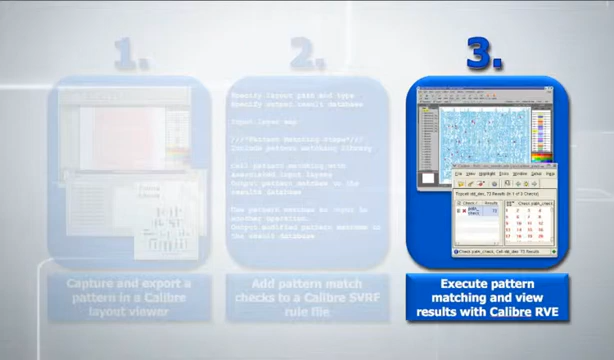 1.
2.
3.
Specify layout path and type
Specify output result database
Input layer map
Include pattern matching library
Call pattern matching with
associated input layers
Output pattern matches to the
results database
Use pattern matches as input to
another operation
Output modified pattern matches to
the result database
Capture and export a
pattern in a Calibre
layout viewer
Add pattern match
checks to a Calibre SVRF
rule file
Execute pattern
matching and view
results with Calibre RVE